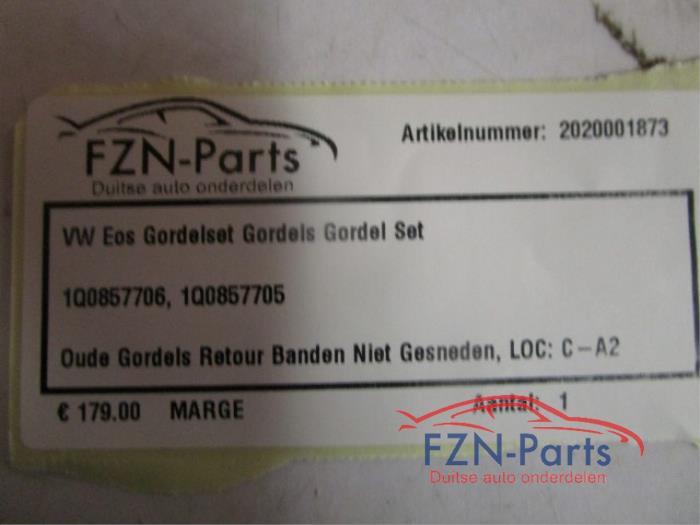 FZN-Parts
Duitse auto onderdelen
Artikelnummer: 2020001873
VW Eos Gordelset Gordels Gordel Set
1Q0857706, 1Q0857705
Oude Gordels Retour Banden Niet Gesneden, LOC: C-A2
€ 179.00 MARGE
Aantal: 1
FZN-Parts
Duitse auto onderdelen